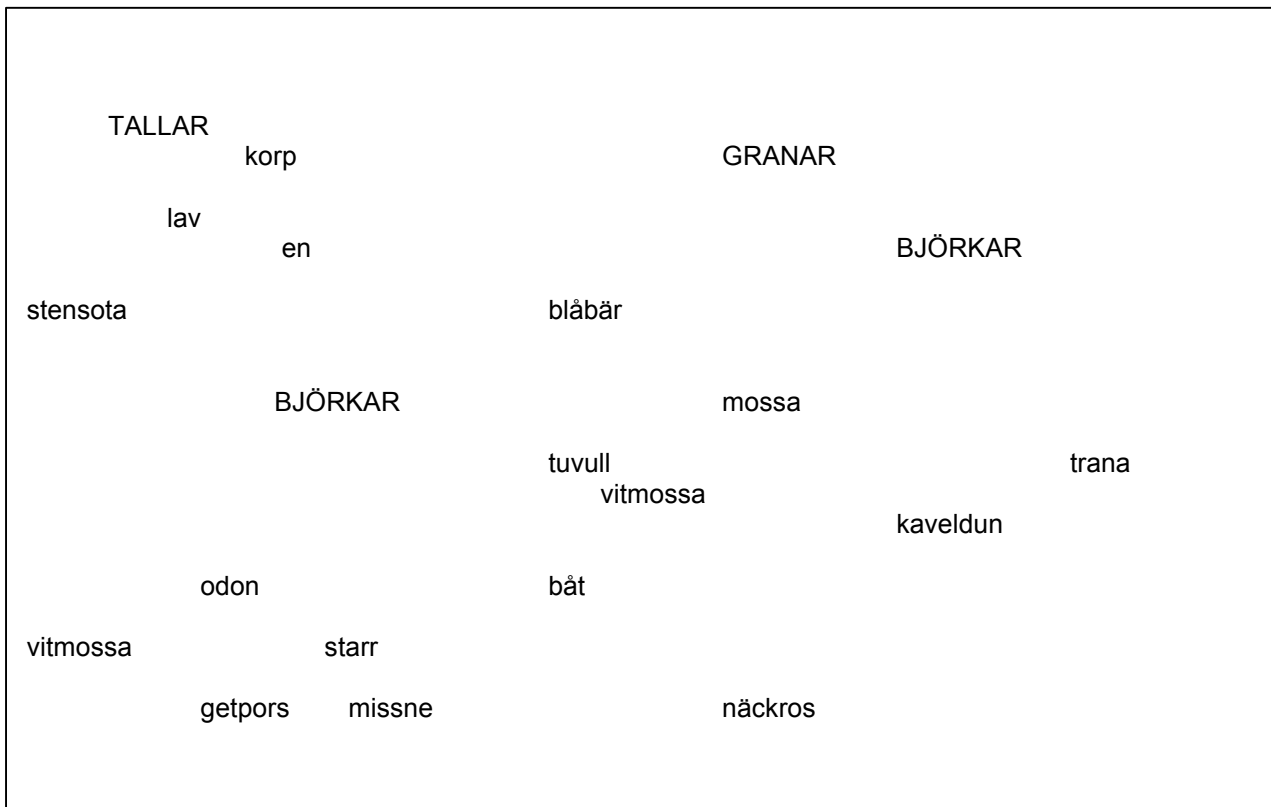 TALLAR
korp GRANAR
lav
en BJÖRKAR
stensota blåbär
BJÖRKAR mossa
tuvull trana
vitmossa
kaveldun
odon båt
vitmossa starr
getpors missne näckros